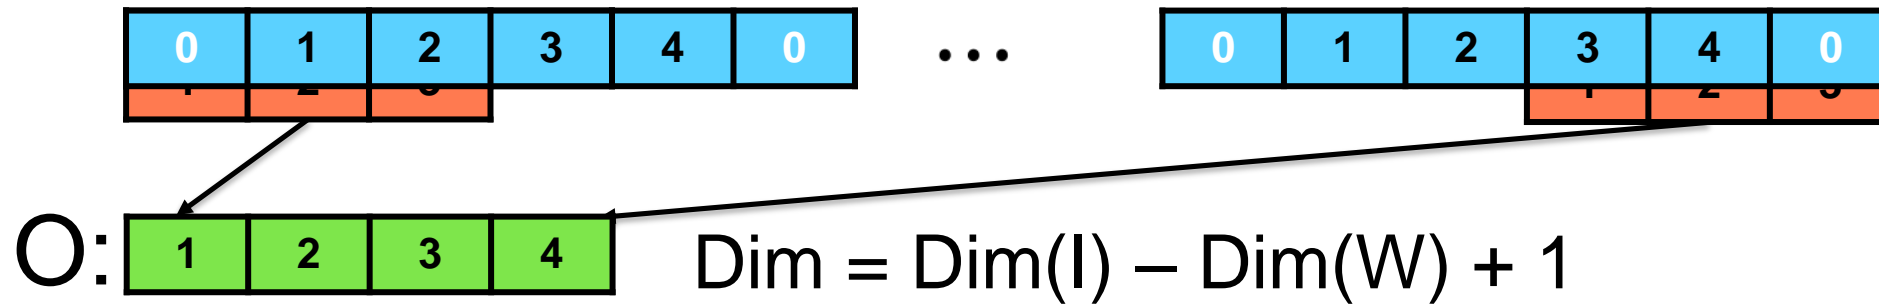 0 1 2 3 4 0 ... 0 1 2 3 4 0
O: 1 2 3 4 Dim = Dim(I) – Dim(W) + 1